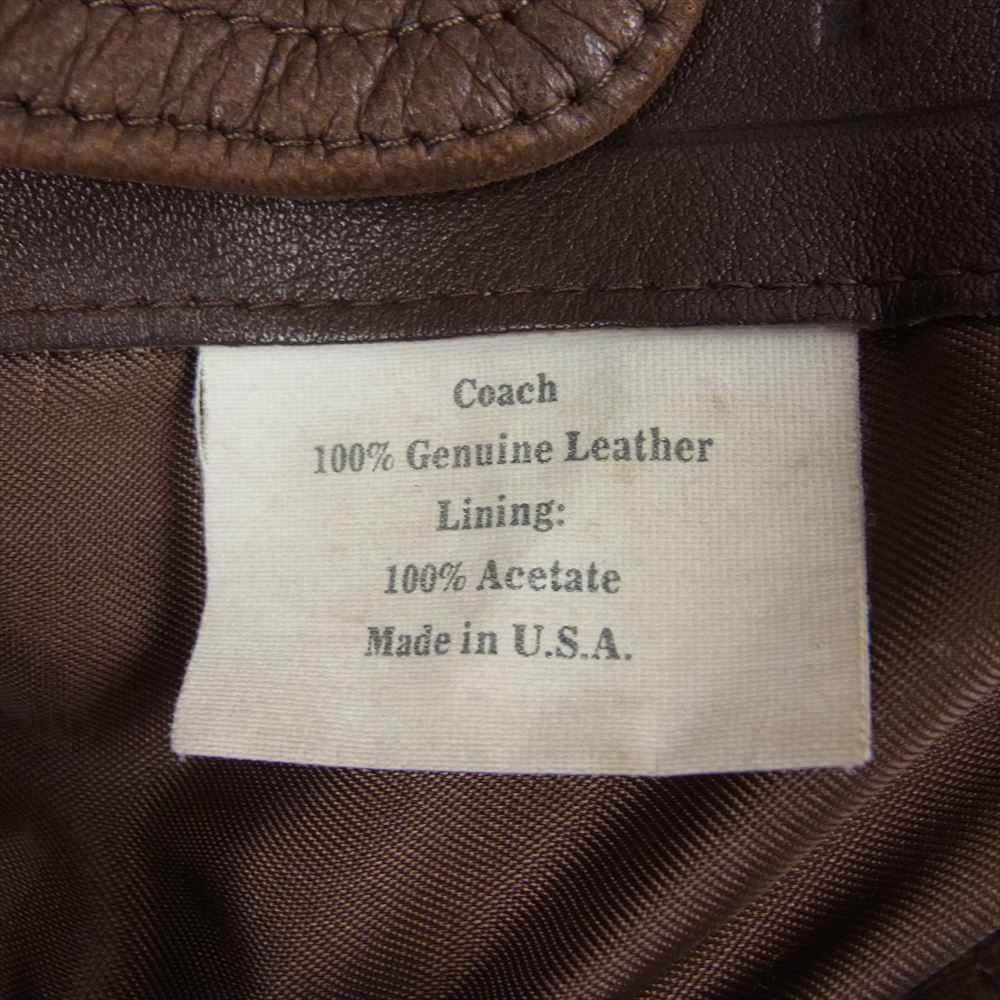 Coach
100% Genuine Leather
Lining:
100% Acetate
Made in U.S.A.